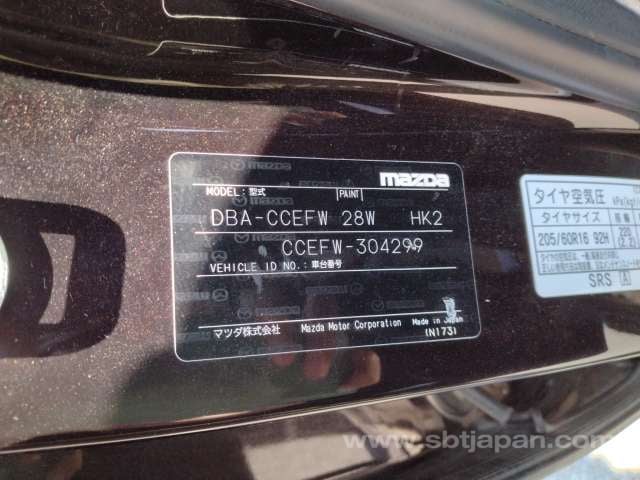 mazda
MODEL:型式 PAINT
DBA-CCEFW 28W HK2
CCEFW-304299
VEHICLE ID NO.:車台番号
マツダ株式会社 Mazda Motor Corporation Made in Japan
(N173)
タイヤ空気圧
タイヤサイズ
205/60R16 92H 220
SRS
www.sbtjapan.com